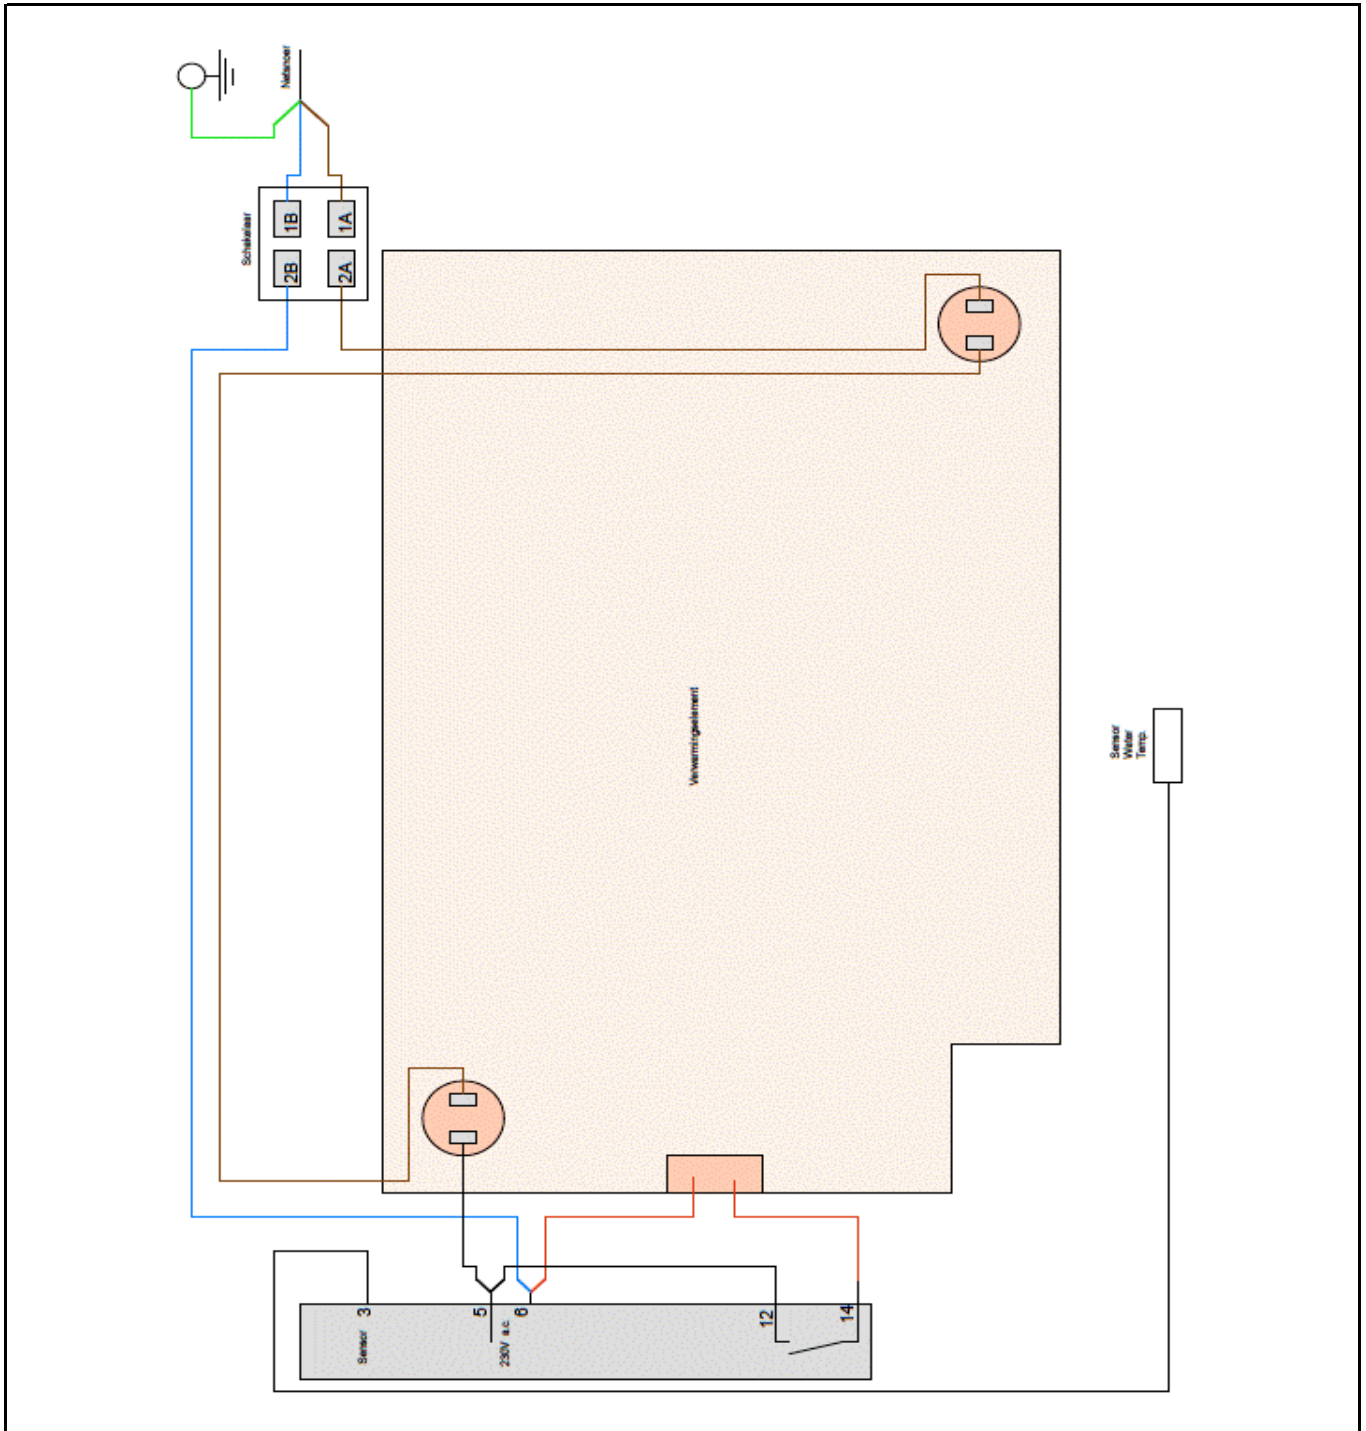 Netsnoer
Schakelaar
1B
1A
2B
2A
Verwarmingselement
Sensor
Water
Temp.
3
5
6
12
14
Sensor
230V a.c.